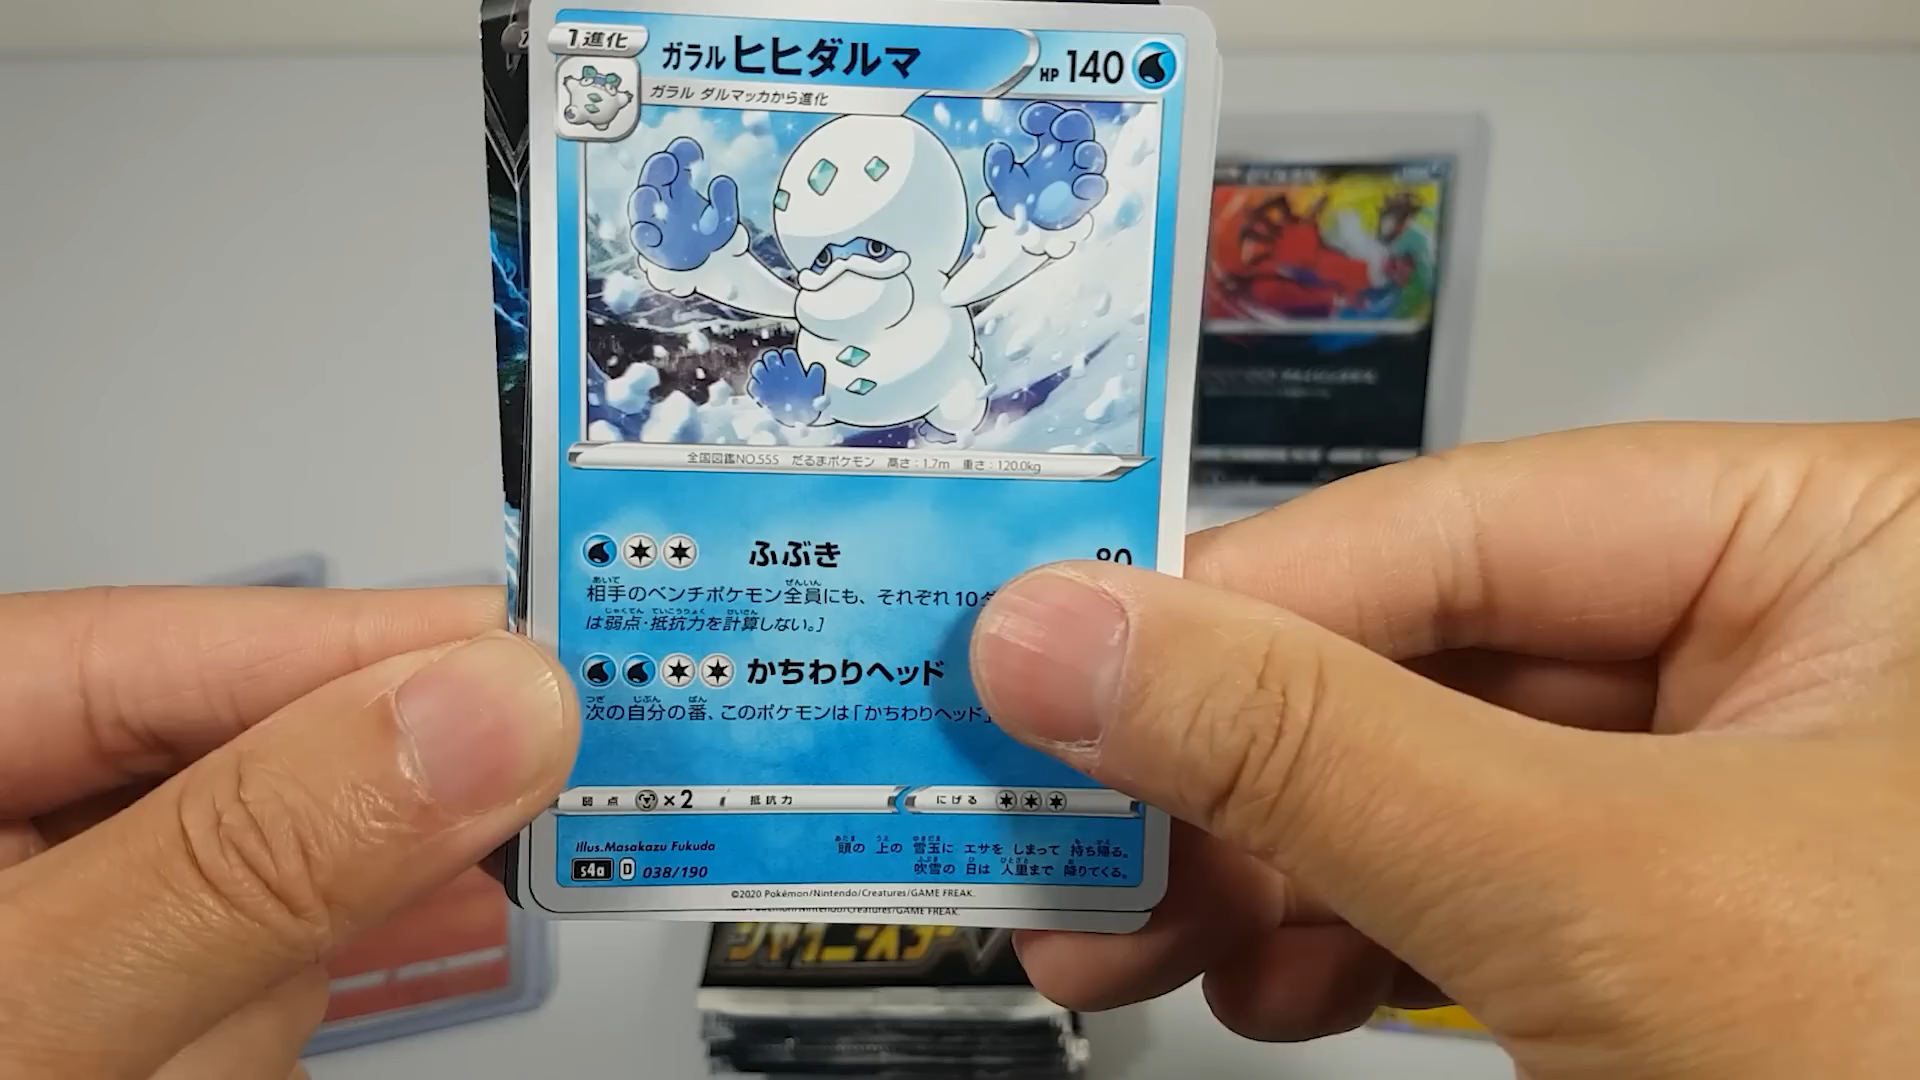 1進化
ガラル ヒヒダルマ
HP 140
ガラル ダルマッカから進化
全国図鑑NO.555 だるまポケモン 高さ:1.7m 重さ:120.0kg
ふぶき 80
相手のベンチポケモン全員にも、それぞれ10
は弱点・抵抗力を計算しない。]
かちわりヘッド
次の自分の番、このポケモンは「かちわりヘッド」
弱点 ×2 抵抗力 にげる
Illus.Masakazu Fukuda
頭の 上の 雪玉に エサを しまって 持ち帰る。
吹雪の 日は 人里まで 降りてくる。
s4a D 038/190
©2020 Pokémon/Nintendo/Creatures/GAME FREAK.
Pokémon/Nintendo/Creatures/GAME FREAK.